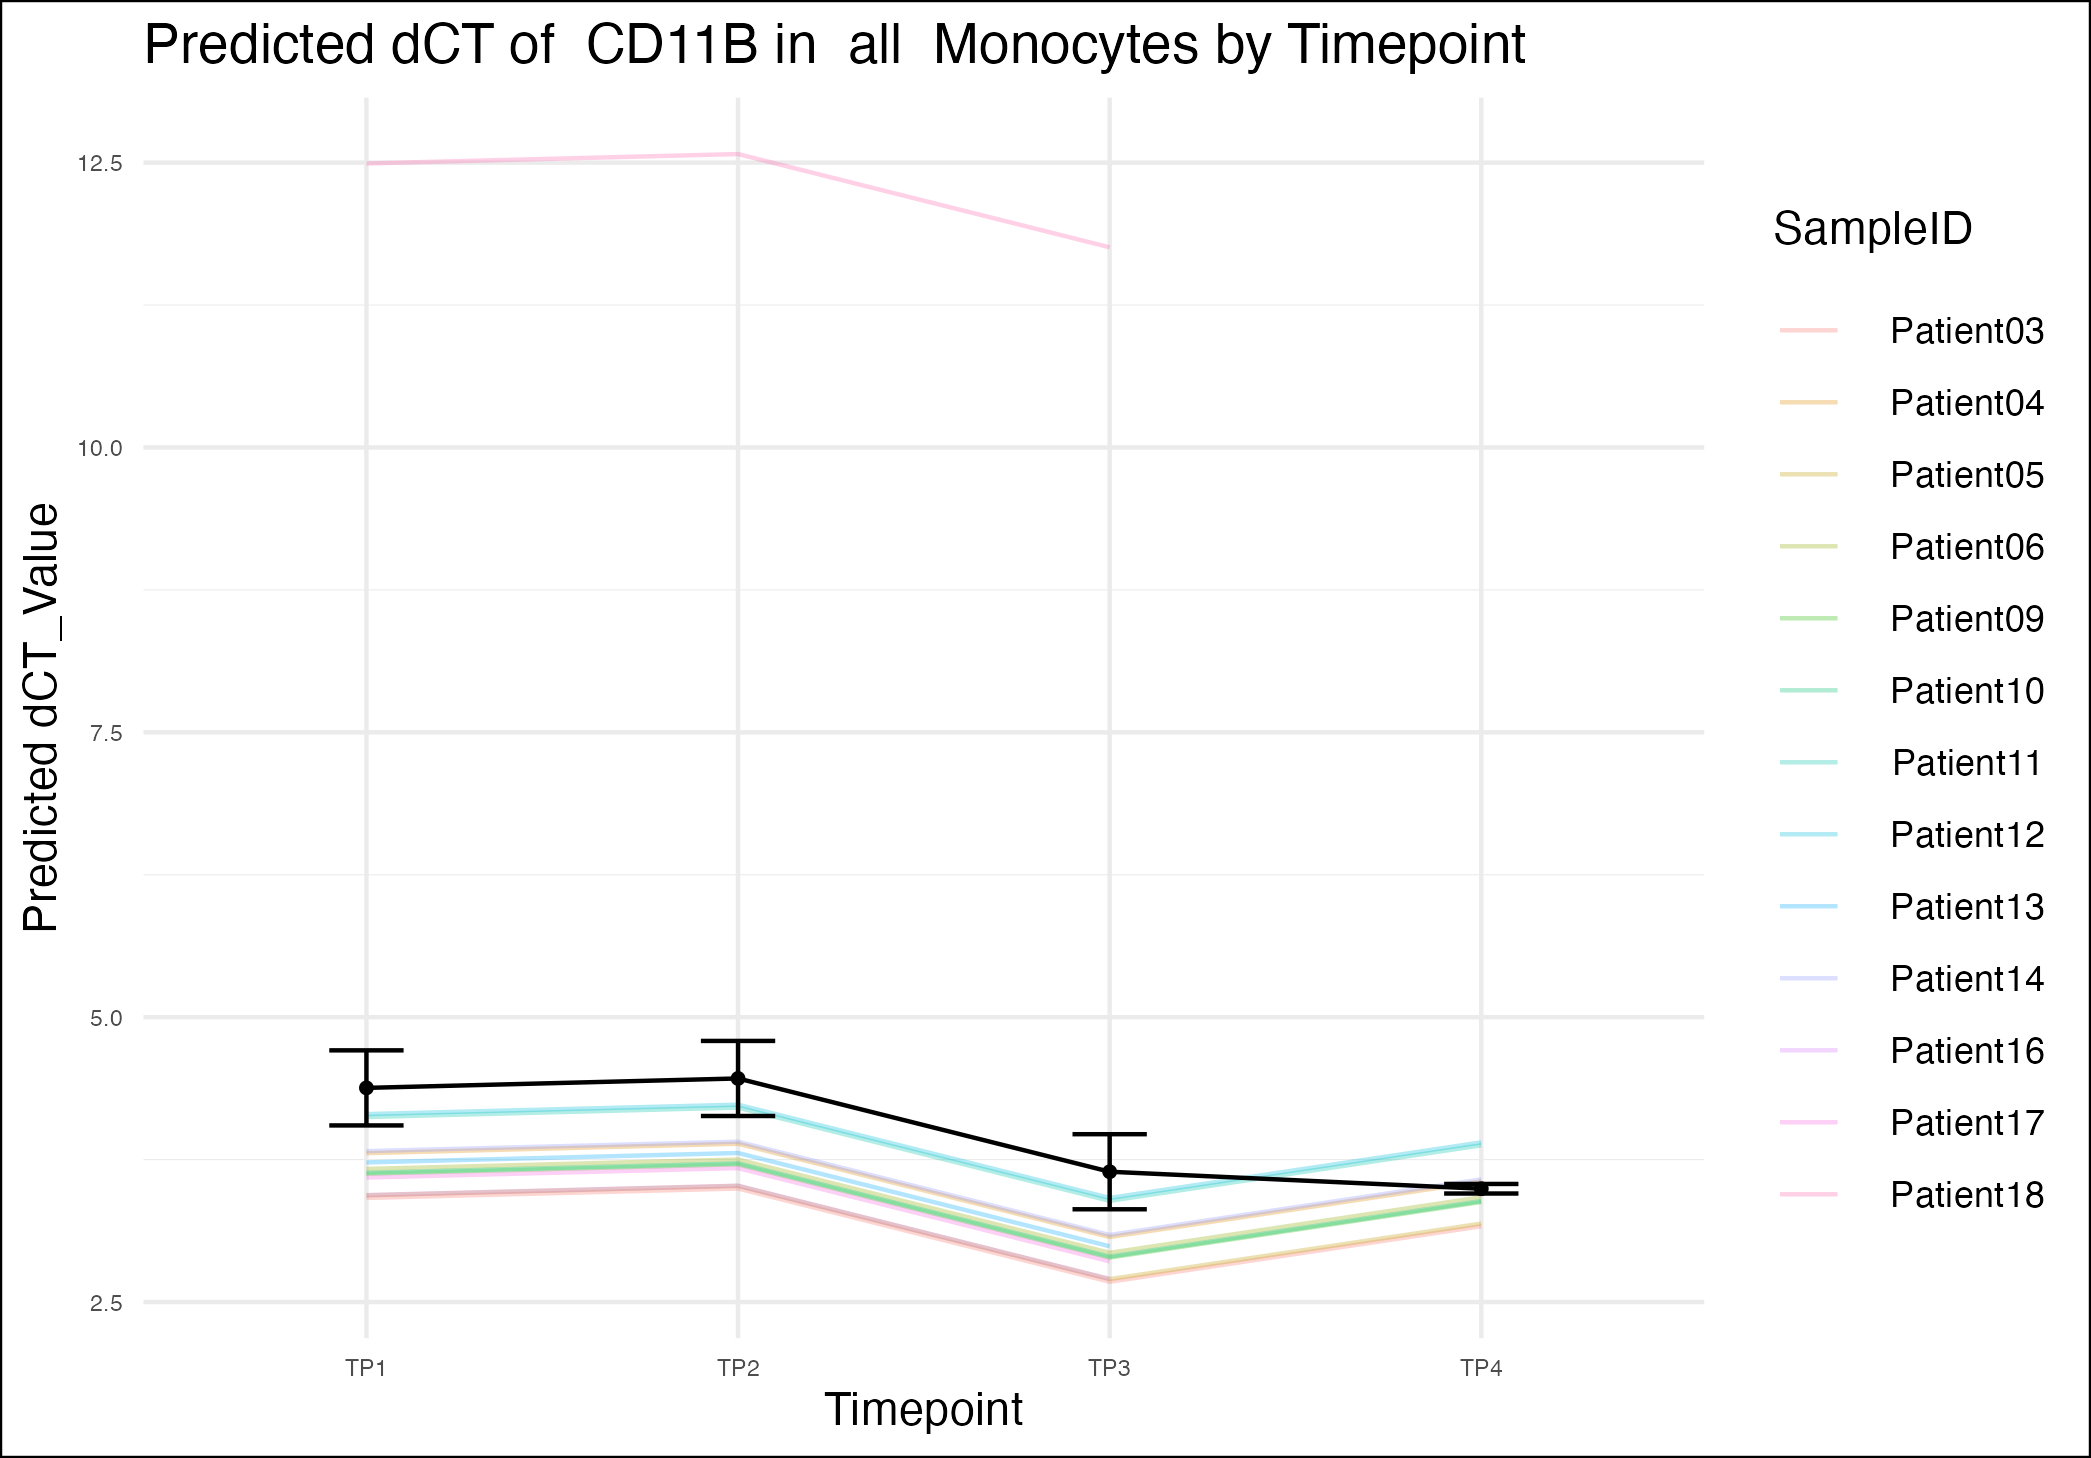 Predicted dCT of  CD11B in  all  Monocytes by Timepoint
12.5
10.0
7.5
5.0
2.5
Predicted dCT_Value
TP1 TP2 TP3 TP4
Timepoint
SampleID
Patient03
Patient04
Patient05
Patient06
Patient09
Patient10
Patient11
Patient12
Patient13
Patient14
Patient16
Patient17
Patient18